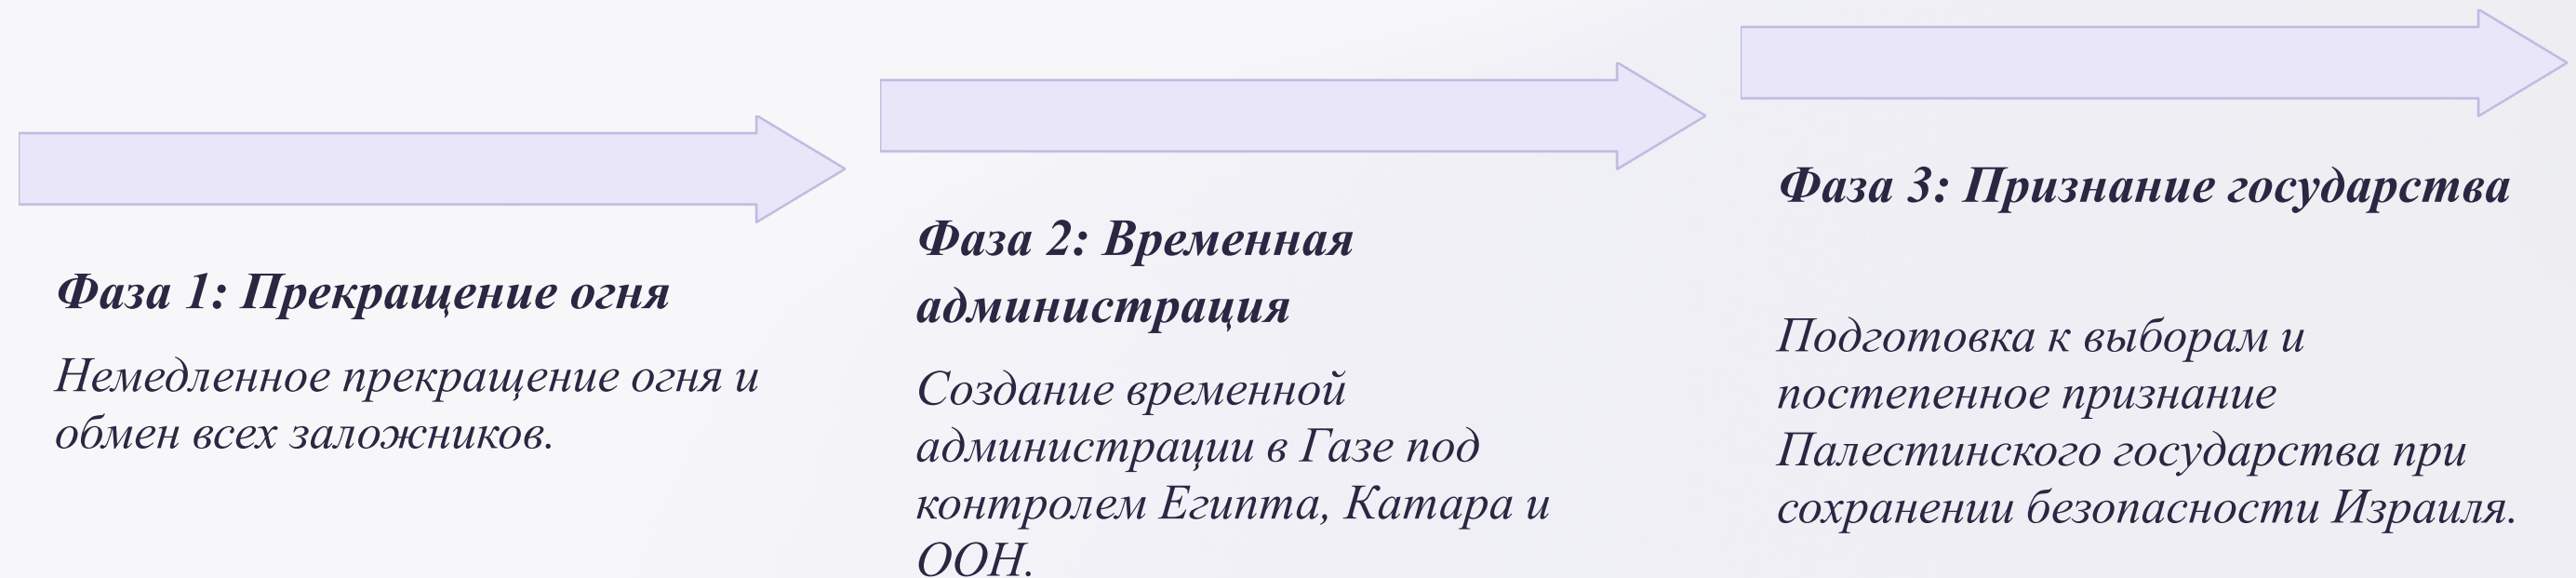 Фаза 1: Прекращение огня
Немедленное прекращение огня и
обмен всех заложников.
Фаза 2: Временная
администрация
Создание временной
администрации в Газе под
контролем Египта, Катара и
ООН.
Фаза 3: Признание государства
Подготовка к выборам и
постепенное признание
Палестинского государства при
сохранении безопасности Израиля.